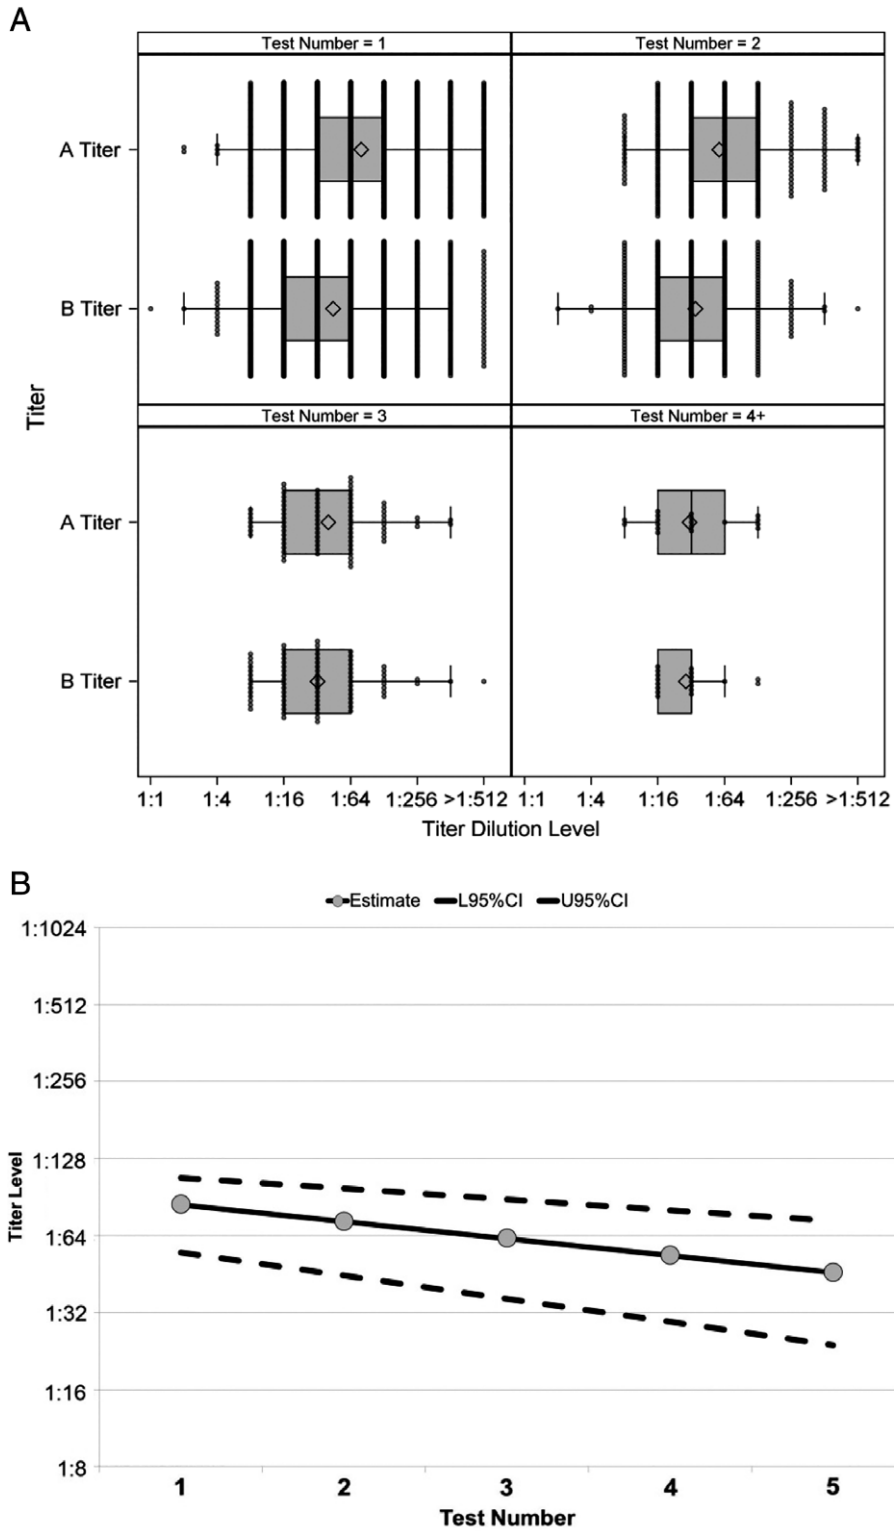 A
Test Number = 1
Test Number = 2
A Titer
B Titer
Titer
Test Number = 3
Test Number = 4+
A Titer
B Titer
1:1 1:4 1:16 1:64 1:256 >1:512 1:1 1:4 1:16 1:64 1:256 >1:512
Titer Dilution Level
B
Estimate L95%CI U95%CI
1:1024
1:512
1:256
1:128
1:64
1:32
1:16
1:8
Titer Level
1 2 3 4 5
Test Number